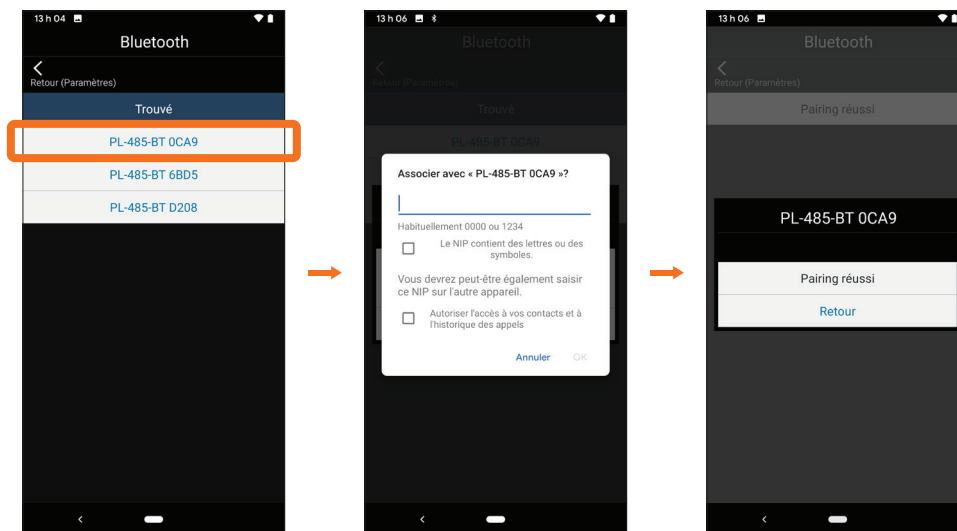 13 h 04
Bluetooth
Retour (Paramètres)
Trouvé
PL-485-BT 0CA9
PL-485-BT 6BD5
PL-485-BT D208
13 h 06
Bluetooth
Retour (Paramètres)
Trouvé
PL-485-BT 0CA9
Associer avec « PL-485-BT 0CA9 »?
Habituellement 0000 ou 1234
Le NIP contient des lettres ou des
symboles.
Vous devrez peut-être également saisir
ce NIP sur l'autre appareil.
Autoriser l'accès à vos contacts et à
l'historique des appels
Annuler OK
13 h 06
Bluetooth
Retour (Paramètres)
Pairing réussi
PL-485-BT 0CA9
Pairing réussi
Retour